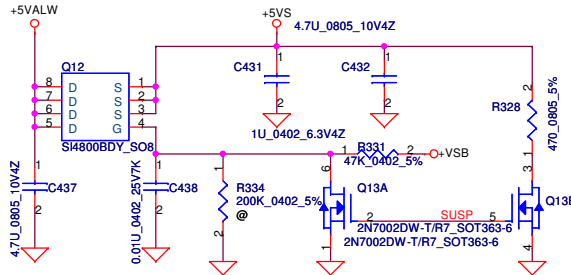 +5VALW
+5VS
4.7U_0805_10V4Z
Q12
8 D S 1
7 D S 2
6 D S 3
5 D G 4
SI4800BDY_SO8
C431
1
2
C432
1
2
R328
470_0805_5%
2
1
1U_0402_6.3V4Z
R331
1 2
47K_0402_5%
+VSB
4.7U_0805_10V4Z
C437
1
2
0.01U_0402_25V7K
C438
1
2
R334
200K_0402_5%
@
1
2
Q13A
6
2
1
SUSP
5
3
4
Q13B
2N7002DW-T/R7_SOT363-6
2N7002DW-T/R7_SOT363-6